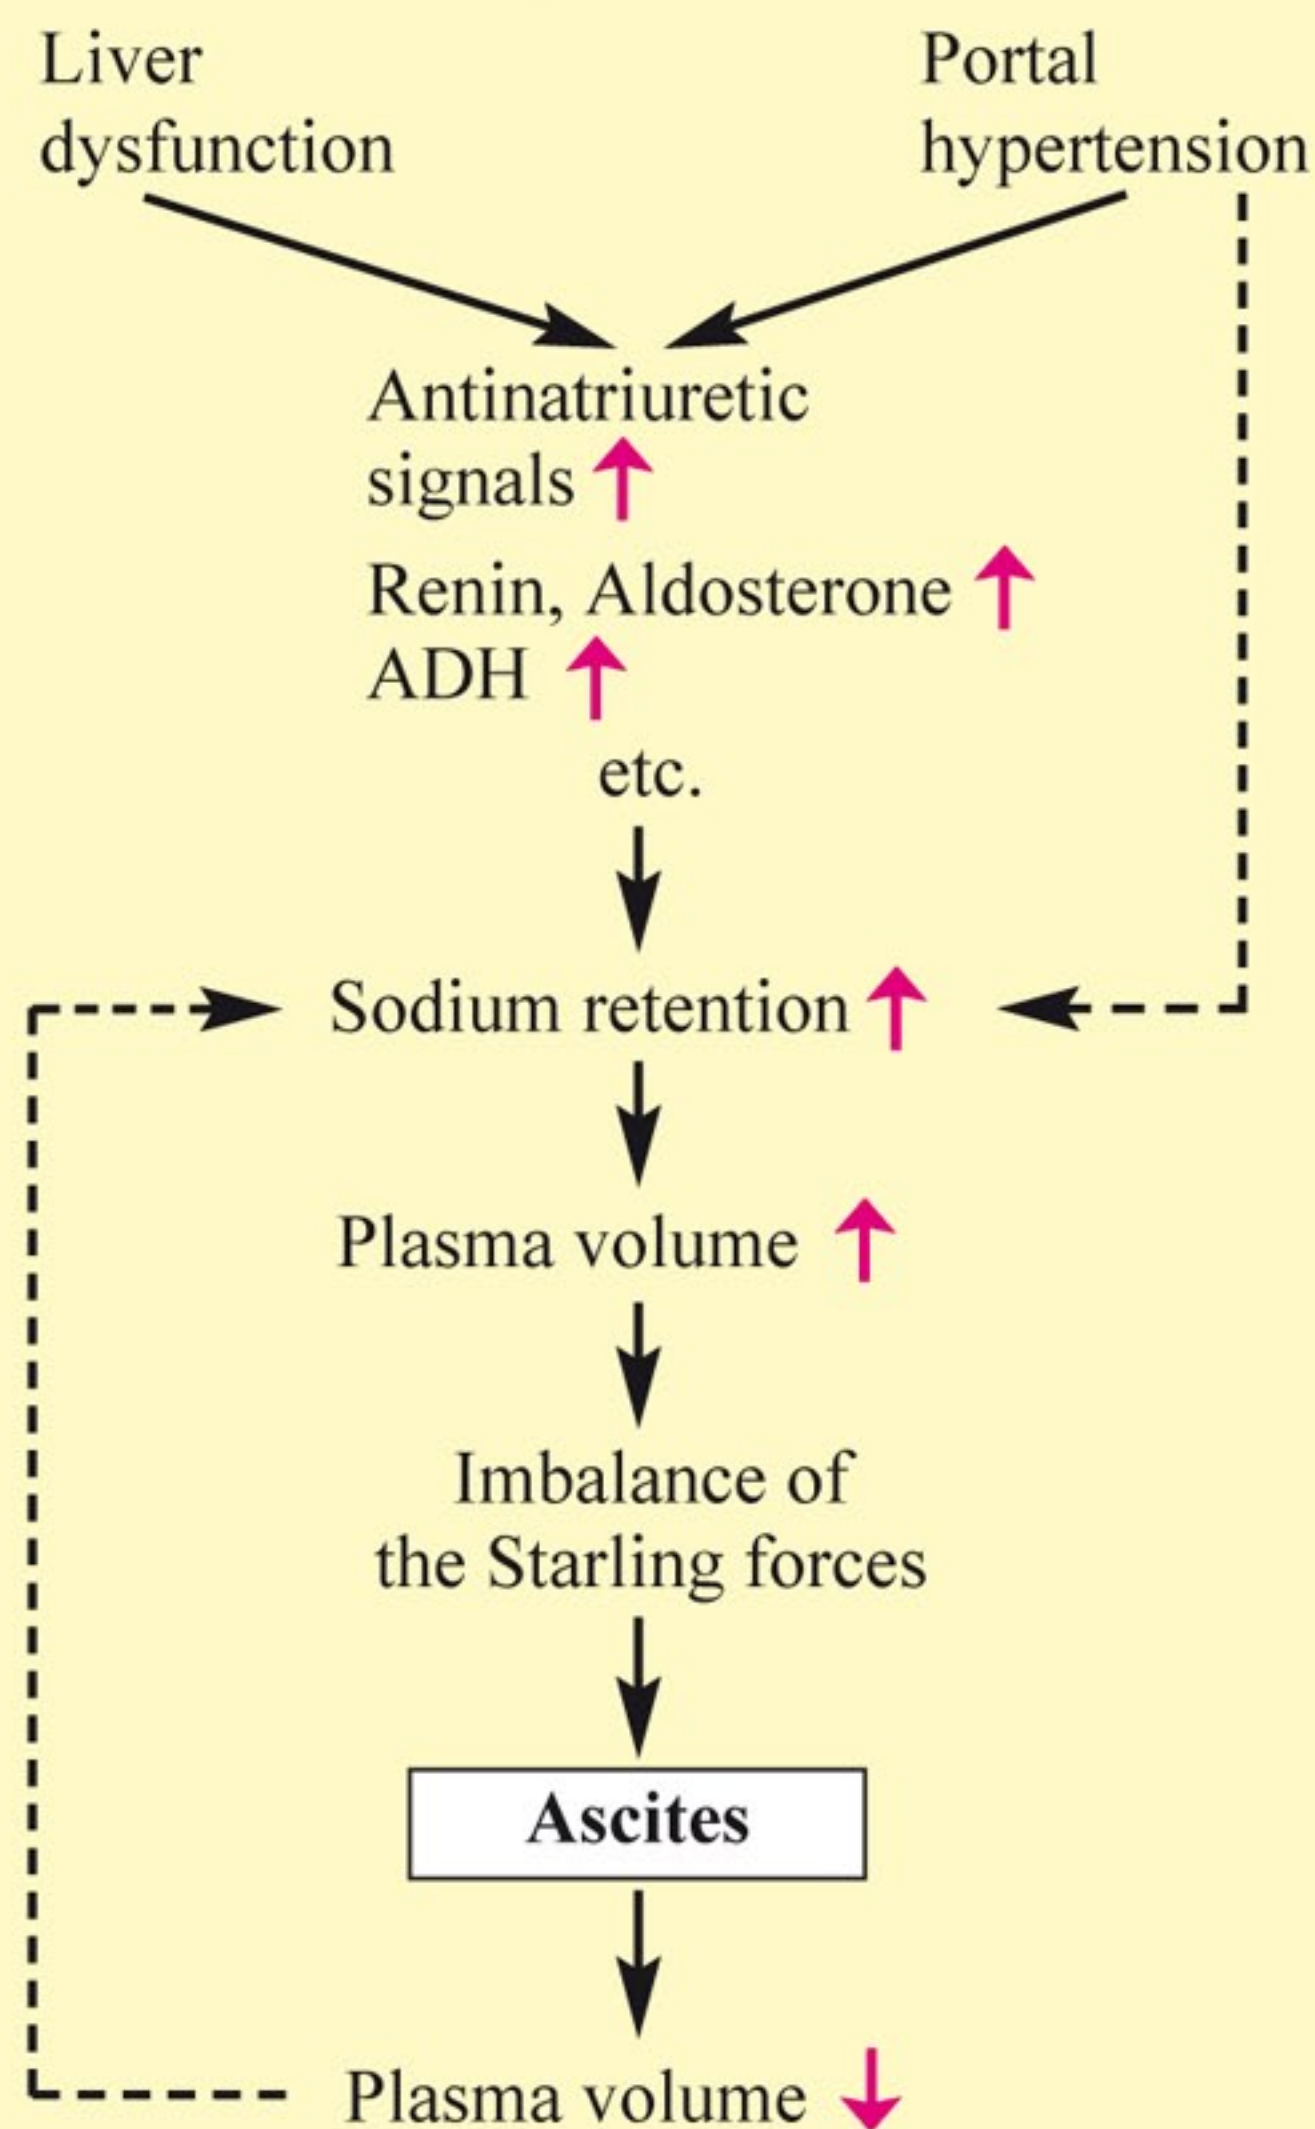 Liver
dysfunction
Portal
hypertension
Antinatriuretic
signals ↑
Renin, Aldosterone ↑
ADH ↑
etc.
Sodium retention ↑
Plasma volume ↑
Imbalance of
the Starling forces
Ascites
Plasma volume ↓